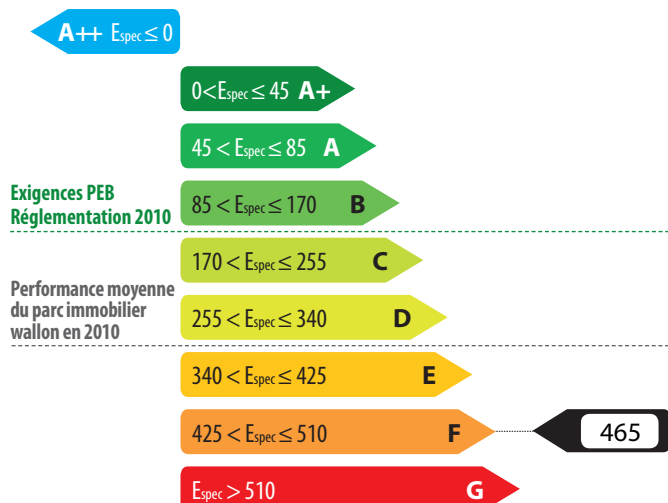 A++ Espec ≤ 0
0<Espec ≤ 45 A+
45 < Espec ≤ 85 A
Exigences PEB
Réglementation 2010
85 < Espec ≤ 170 B
170 < Espec ≤ 255 C
Performance moyenne
du parc immobilier
wallon en 2010
255 < Espec ≤ 340 D
340 < Espec ≤ 425 E
425 < Espec ≤ 510 F
465
Espec > 510 G